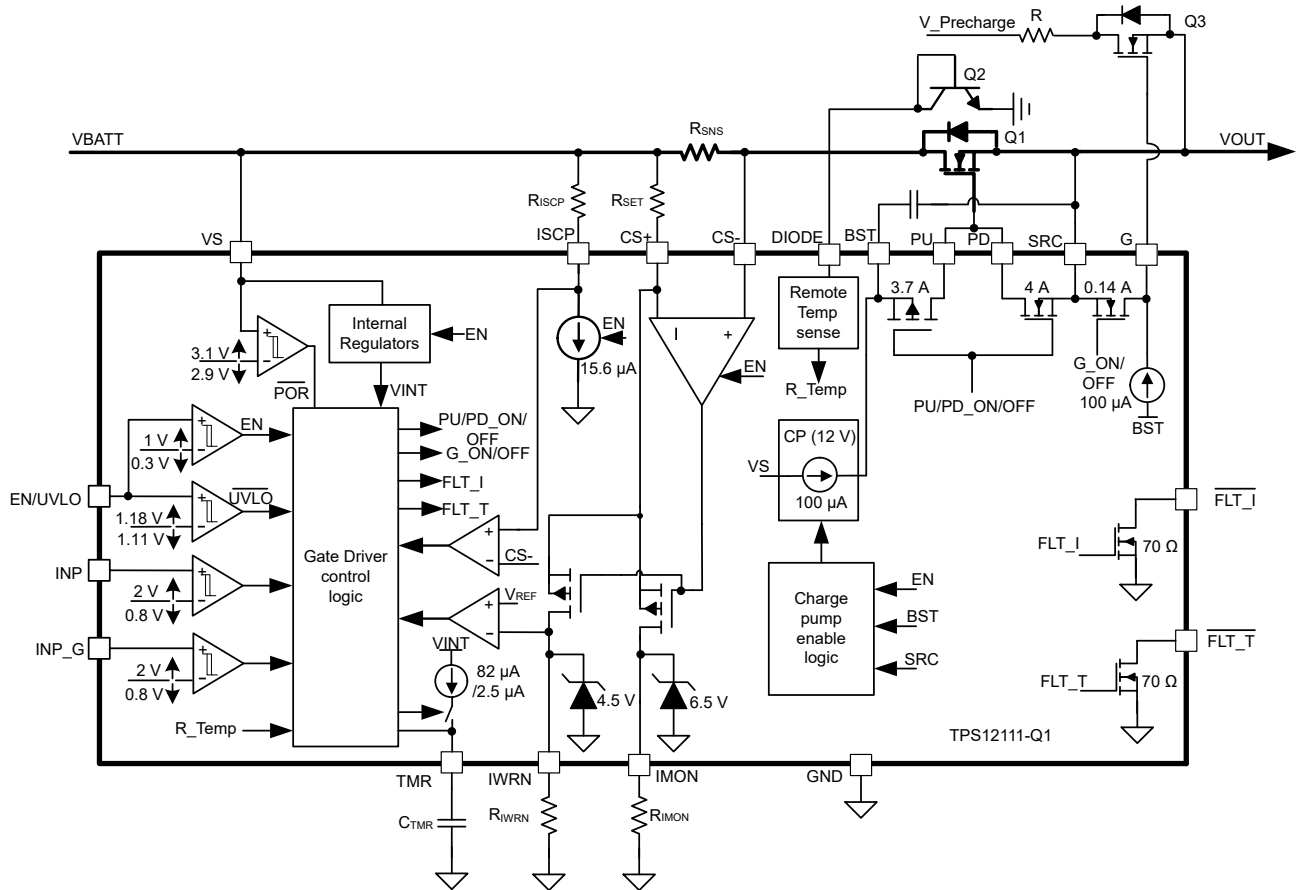 V_Precharge
R
Q3
Q2
VBATT
RSNS
Q1
VOUT
RISCP
RSET
VS
ISCP
CS+
CS-
DIODE
BST
PU
PD
SRC
G
3.7 A
4 A
0.14 A
Internal
Regulators
EN
EN
15.6 µA
I
+
EN
Remote
Temp
sense
R_Temp
G_ON/
OFF
100 µA
BST
PU/PD_ON/OFF
+
-
3.1 V
2.9 V
POR
VINT
PU/PD_ON/
OFF
G_ON/OFF
FLT_I
FLT_T
CP (12 V)
VS
100 µA
+
-
EN
1 V
0.3 V
EN/UVLO
+
-
UVLO
1.18 V
1.11 V
Gate Driver
control
logic
+
-
CS-
FLT_I
FLT_I
70 Ω
INP
+
-
2 V
0.8 V
VREF
+
-
Charge
pump
enable
logic
EN
BST
SRC
INP_G
+
-
2 V
0.8 V
VINT
82 µA
/2.5 µA
4.5 V
6.5 V
FLT_T
FLT_T
70 Ω
R_Temp
TPS12111-Q1
TMR
IWRN
IMON
GND
CTMR
RIWRN
RIMON